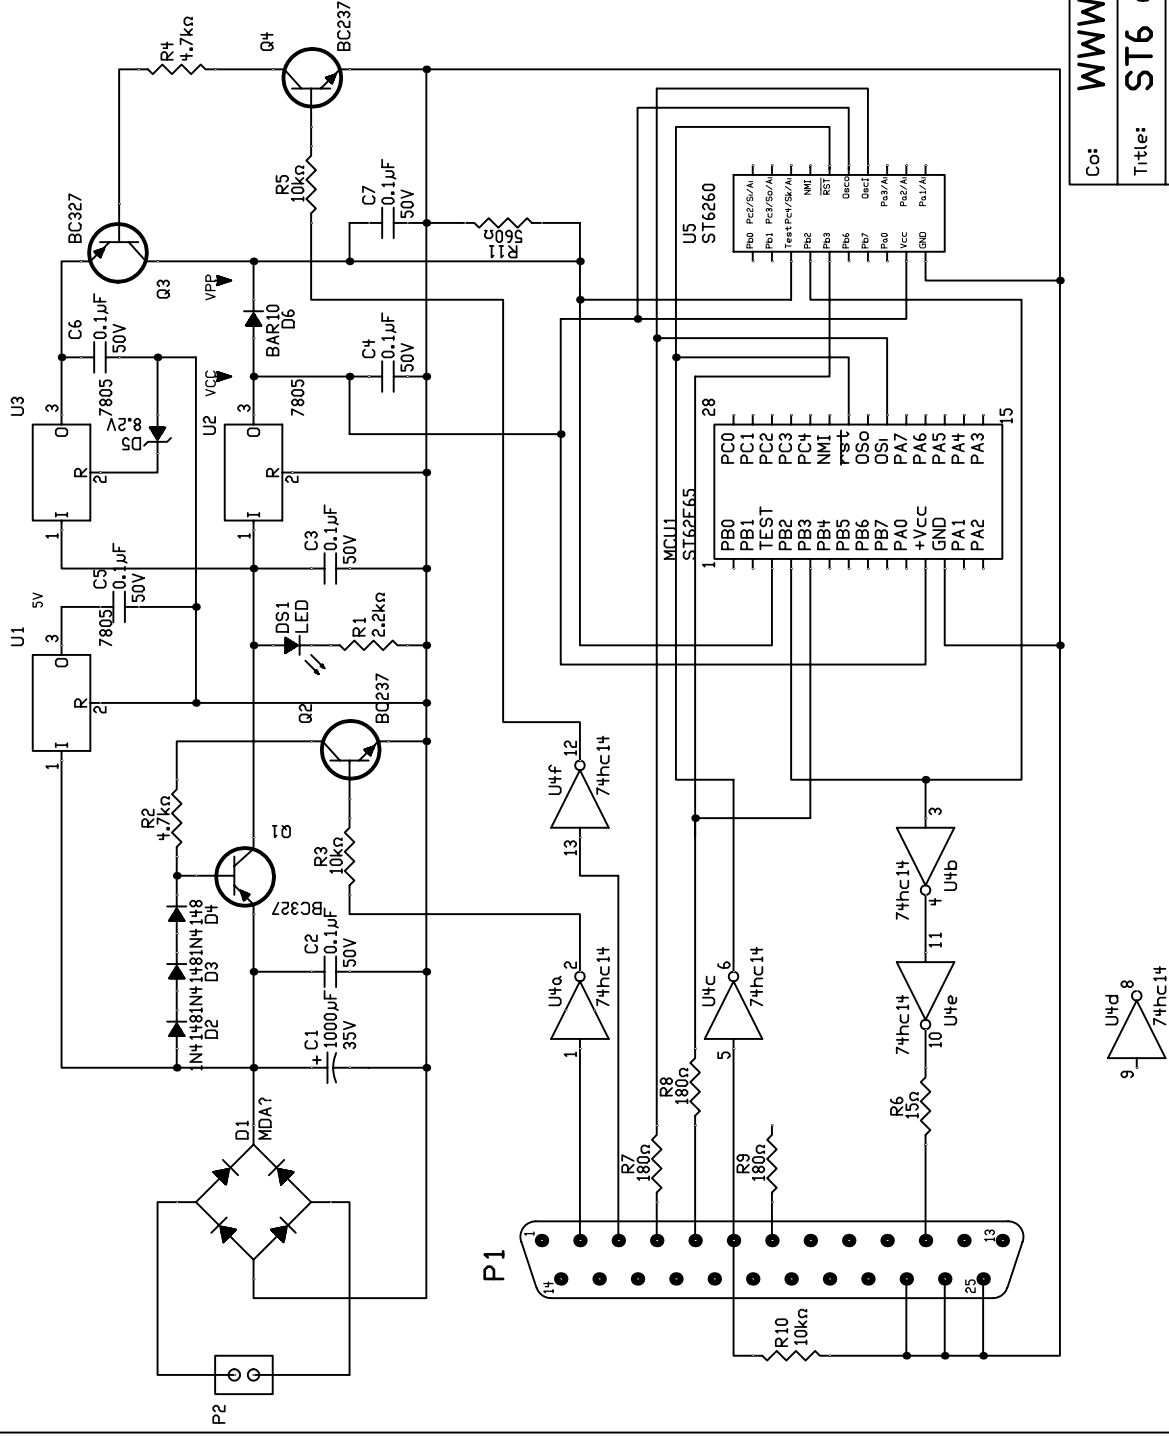 P2
D1
MDA?
C1
1000µF
35V
+
C2
0.1µF
50V
D2
1N4148
D3
1N4148
D4
1N4148
R2
4.7kΩ
Q1
BC327
R3
10kΩ
Q2
BC237
U1
7805
1
I
R
2
O
3
5V
C5
0.1µF
50V
DS1
LED
R1
2.2kΩ
C3
0.1µF
50V
U3
7805
1
I
R
2
O
3
D5
8.2V
C6
0.1µF
50V
U2
7805
1
I
R
2
O
3
VCC
BAR10
D6
VPP
C4
0.1µF
50V
C7
0.1µF
50V
Q3
BC327
R4
4.7kΩ
R5
10kΩ
Q4
BC237
R11
560Ω
P1
1
13
14
25
R10
10kΩ
R7
180Ω
R8
180Ω
R9
180Ω
R6
15Ω
U4a
1
2
74hc14
U4f
13
12
74hc14
U4c
5
6
74hc14
U4e
10
11
74hc14
U4b
4
3
74hc14
U4d
9
8
74hc14
MCU1
ST62E65
1
28
15
PB0
PB1
TEST
PB2
PB3
PB4
PB5
PB6
PB7
PA0
+Vcc
GND
PA1
PA2
PC0
PC1
PC2
PC3
PC4
NMI
rst
OSo
OSi
PA7
PA6
PA5
PA4
PA3
U5
ST6260
Pb0
Pb1
Test
Pb2
Pb3
Pb6
Pb7
Pa0
Vcc
GND
Pc2/Si/Ai
Pc3/So/Ai
Pc4/Sk/Ai
NMI
RST
Osco
OscI
Pa3/Ai
Pa2/Ai
Pa1/Ai
Co: WWW
Title: ST6